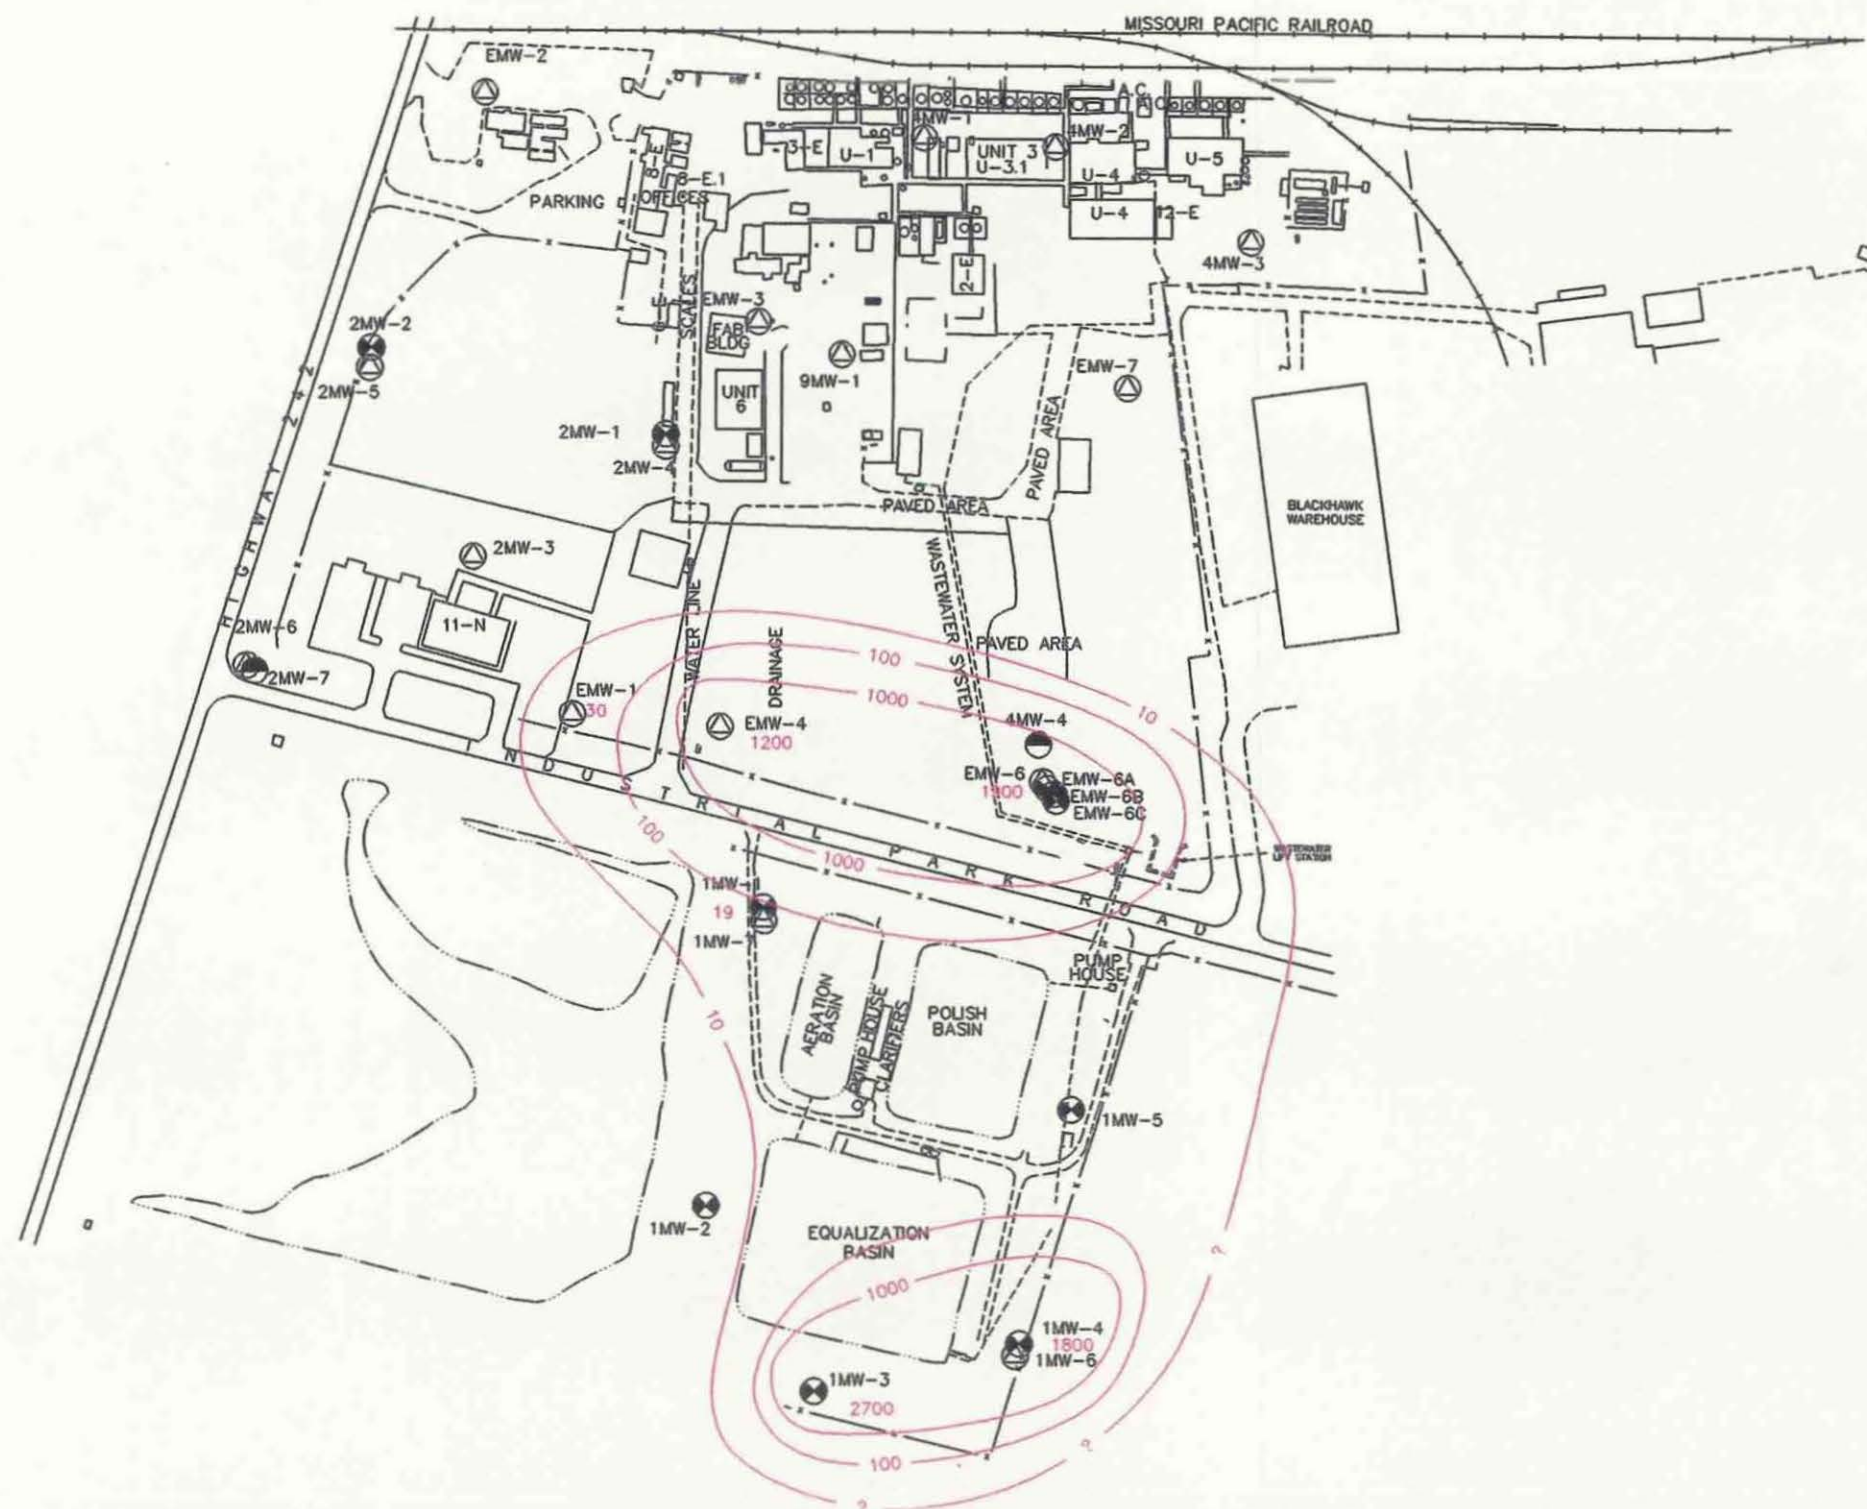 MISSOURI PACIFIC RAILROAD
EMW-2
A.C.
A.C.
4MW-1
4MW-2
3-E
U-1
UNIT 3
U-3.1
U-4
U-5
8-E
8-E.1
OFFICES
PARKING
U-4
12-E
4MW-3
2-E
SCALES
EMW-3
FAB
BLDG
2MW-2
2MW-5
9MW-1
EMW-7
UNIT
6
PAVED AREA
2MW-1
2MW-4
HIGHWAY 242
PAVED AREA
BLACKHAWK
WAREHOUSE
2MW-3
WATER LINE
WASTEWATER SYSTEM
11-N
2MW-6
2MW-7
DRAINAGE
PAVED AREA
100
1000
10
EMW-1
30
EMW-4
1200
4MW-4
EMW-6
EMW-6A
EMW-6B
EMW-6C
INDUSTRIAL PARK ROAD
100
1000
WASTEWATER
LIFT STATION
19
PUMP
HOUSE
10
AERATION
BASIN
PUMP HOUSE
CLARIFIERS
POLISH
BASIN
1MW-5
1MW-2
EQUALIZATION
BASIN
?
1000
1MW-4
1800
1MW-6
1MW-3
2700
?
100
?